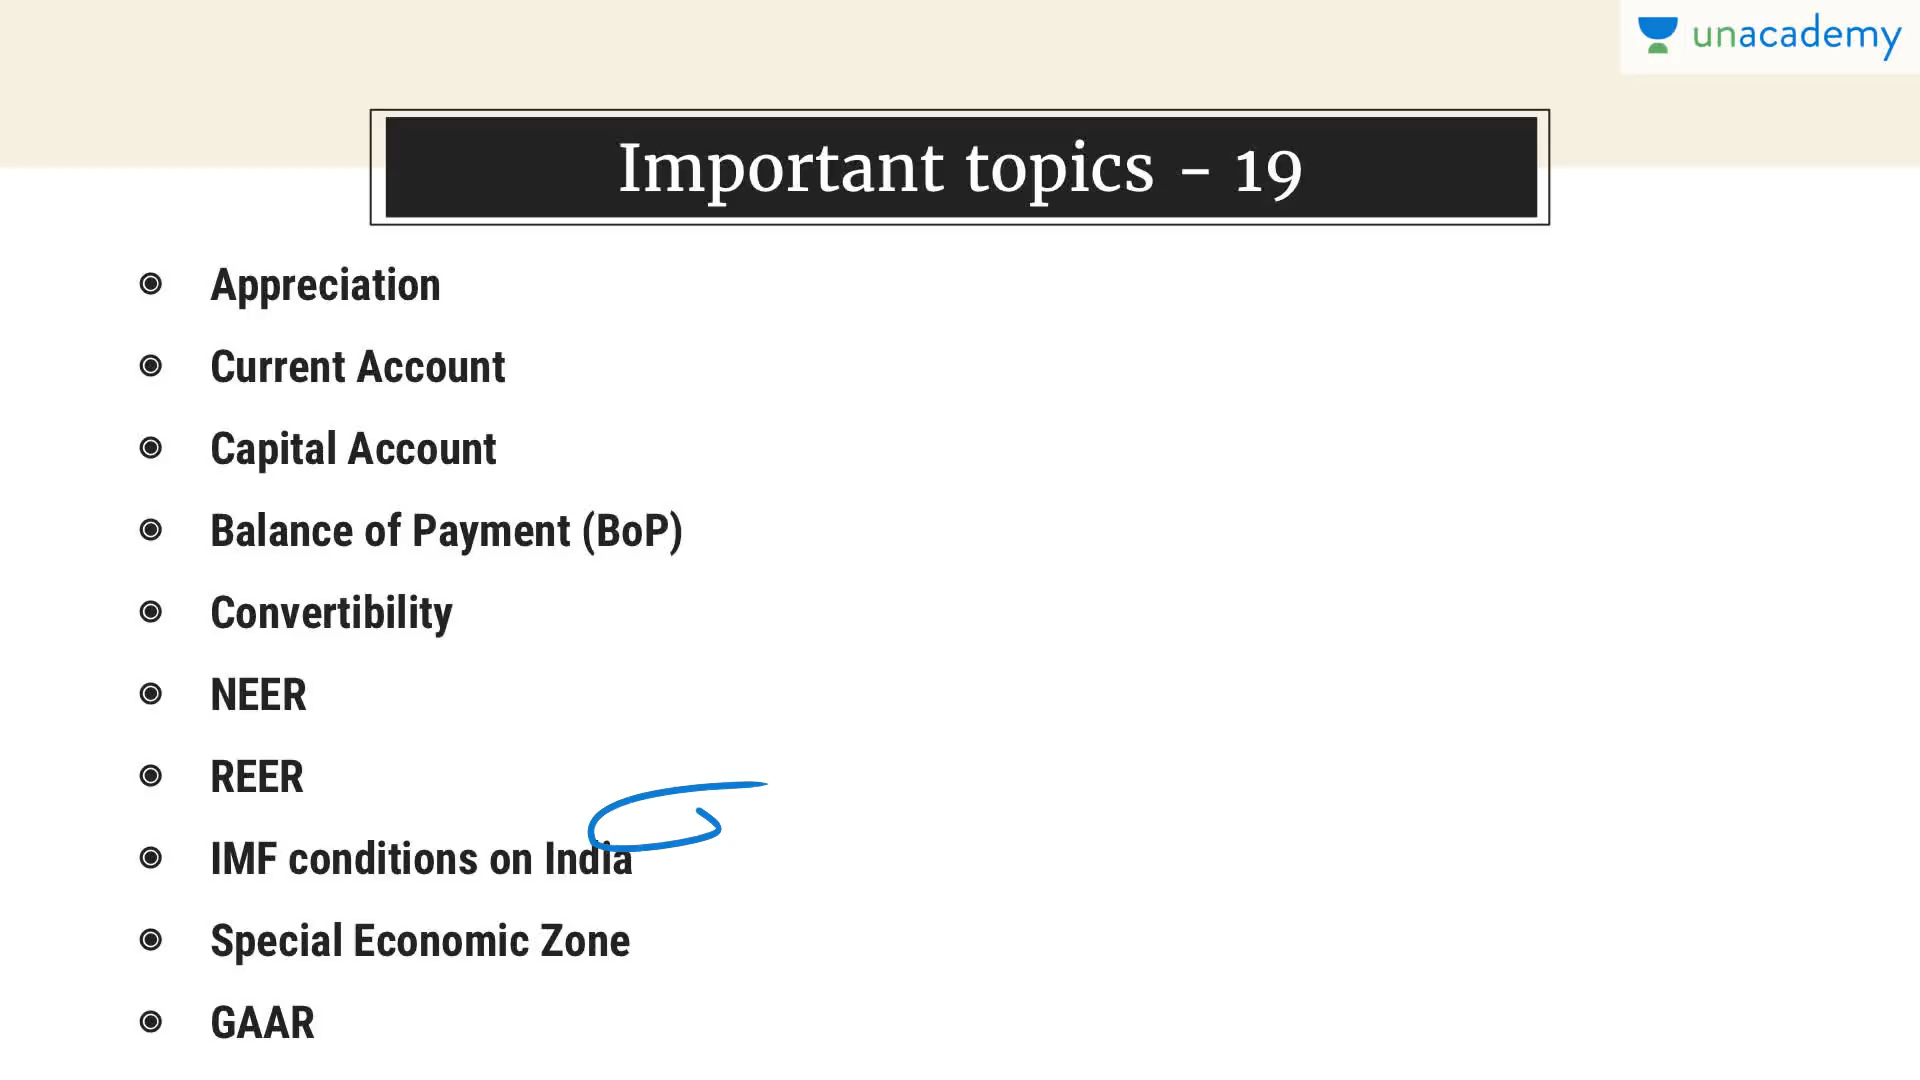 unacademy
Important topics - 19
Appreciation
Current Account
Capital Account
Balance of Payment (BoP)
Convertibility
NEER
REER
IMF conditions on India
Special Economic Zone
GAAR